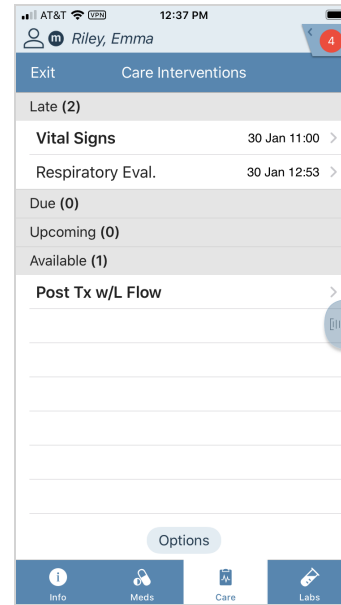 AT&T VPN 12:37 PM
m Riley, Emma 4
Exit Care Interventions
Late (2)
Vital Signs 30 Jan 11:00
Respiratory Eval. 30 Jan 12:53
Due (0)
Upcoming (0)
Available (1)
Post Tx w/L Flow
Options
Info Meds Care Labs